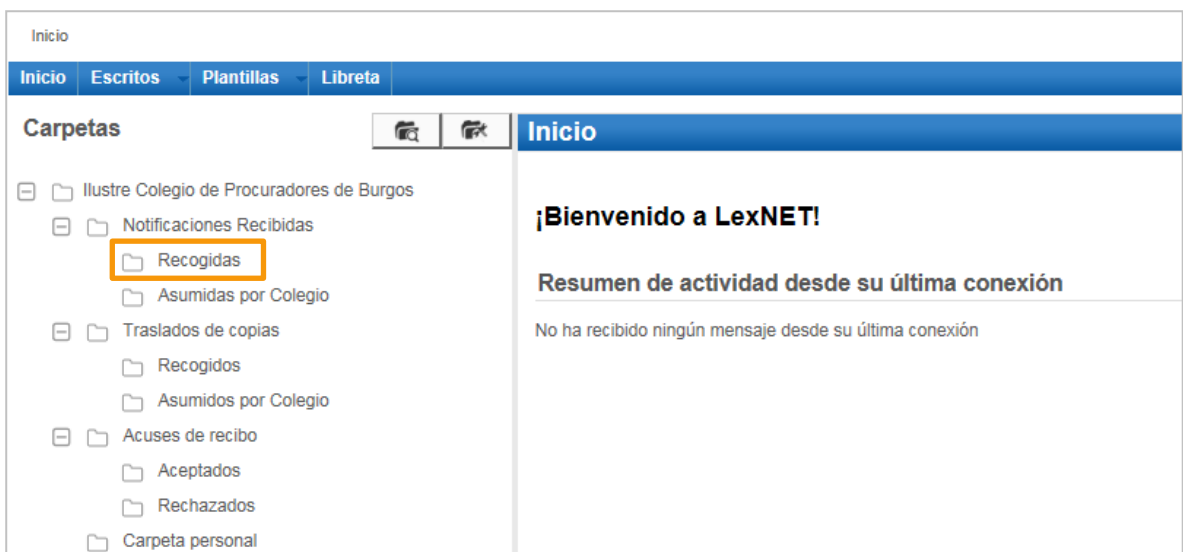 Inicio
Inicio Escritos Plantillas Libreta
Carpetas
Ilustre Colegio de Procuradores de Burgos
Notificaciones Recibidas
Recogidas
Asumidas por Colegio
Traslados de copias
Recogidos
Asumidos por Colegio
Acuses de recibo
Aceptados
Rechazados
Carpeta personal
Inicio
¡Bienvenido a LexNET!
Resumen de actividad desde su última conexión
No ha recibido ningún mensaje desde su última conexión